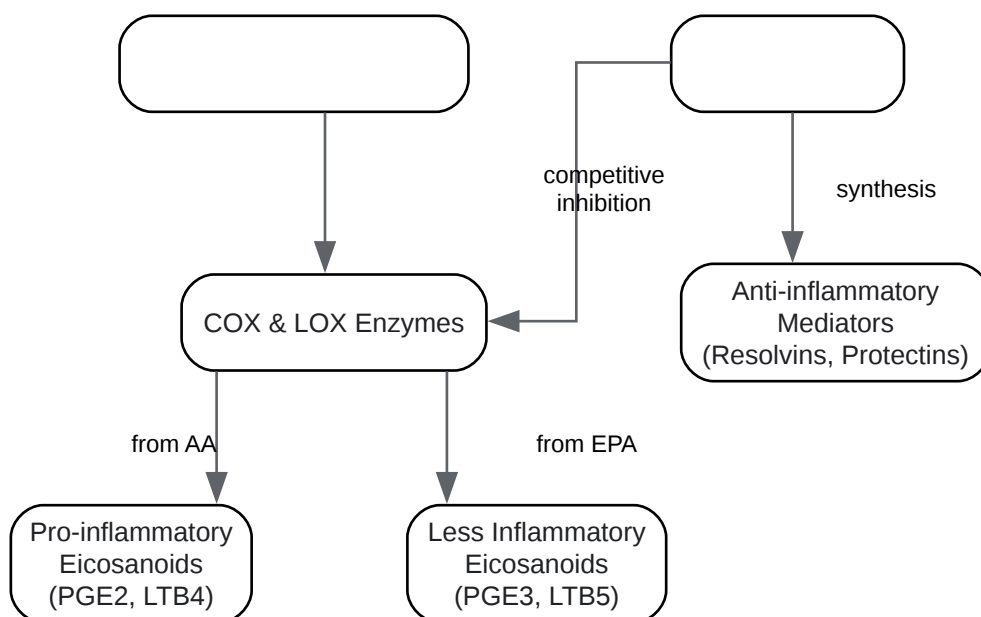 competitive
inhibition
synthesis
COX & LOX Enzymes
Anti-inflammatory
Mediators
(Resolvins, Protectins)
from AA
from EPA
Pro-inflammatory
Eicosanoids
(PGE2, LTB4)
Less Inflammatory
Eicosanoids
(PGE3, LTB5)